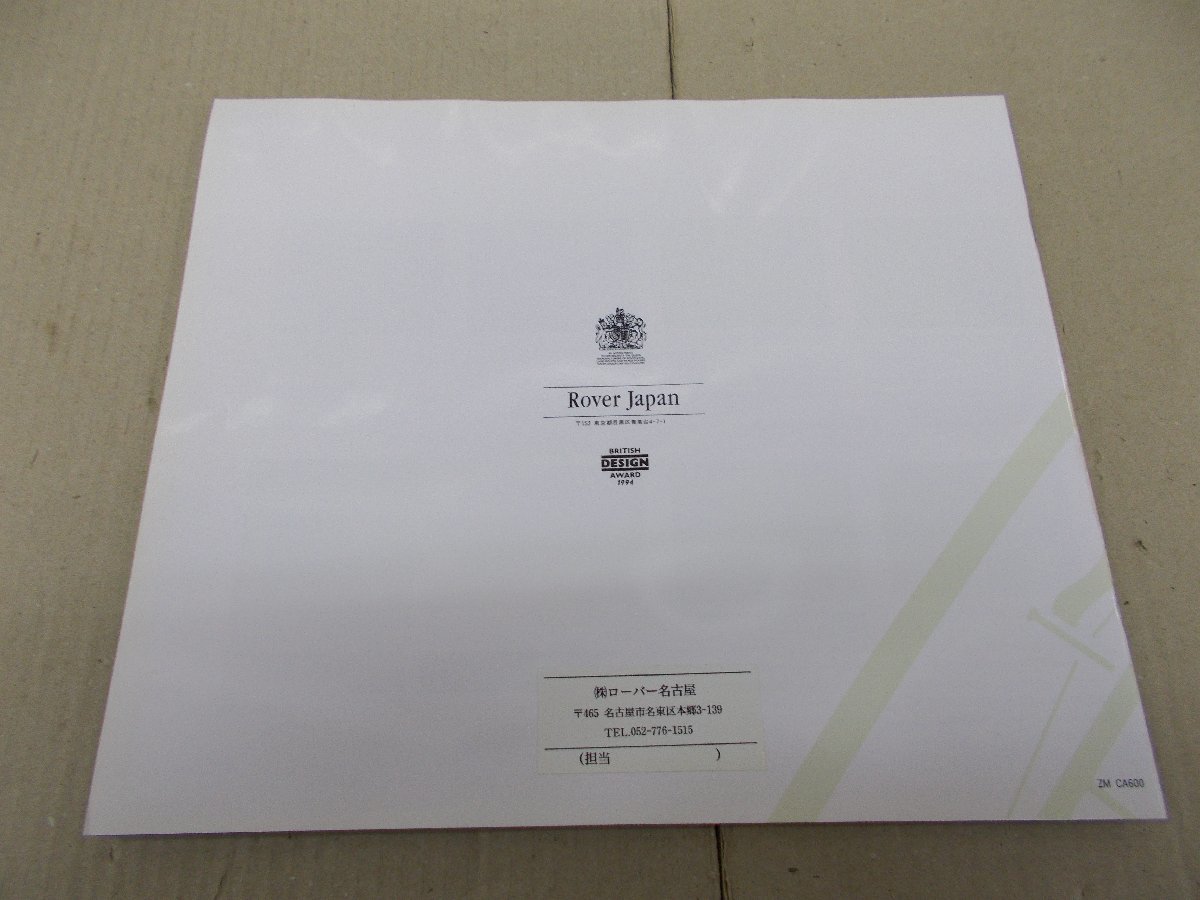 Rover Japan
BRITISH
DESIGN
AWARD
1994
㈱ローバー名古屋
〒465 名古屋市名東区本郷3-139
TEL.052-776-1515
(担当 )
ZM CA600